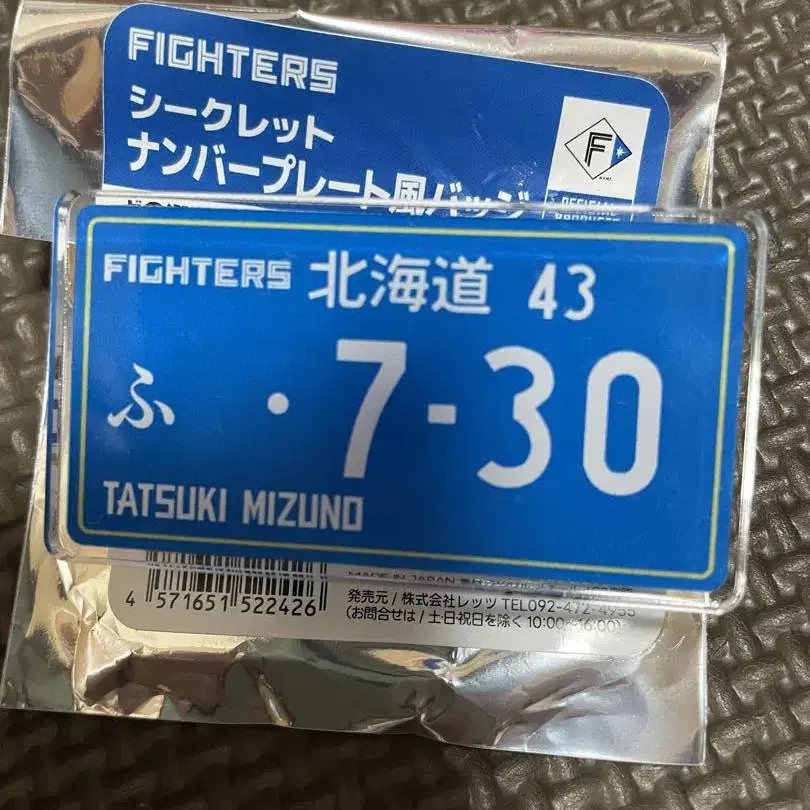 FIGHTERS
シークレット
ナンバープレート風バッジ
F
OFFICIAL
FIGHTERS 北海道 43
ふ ・7-30
TATSUKI MIZUNO
MADE IN JAPAN
4 571651 522426
発売元 / 株式会社レッツ TEL092-472-4955
(お問合せは / 土日祝日を除く 10:00~16:00)